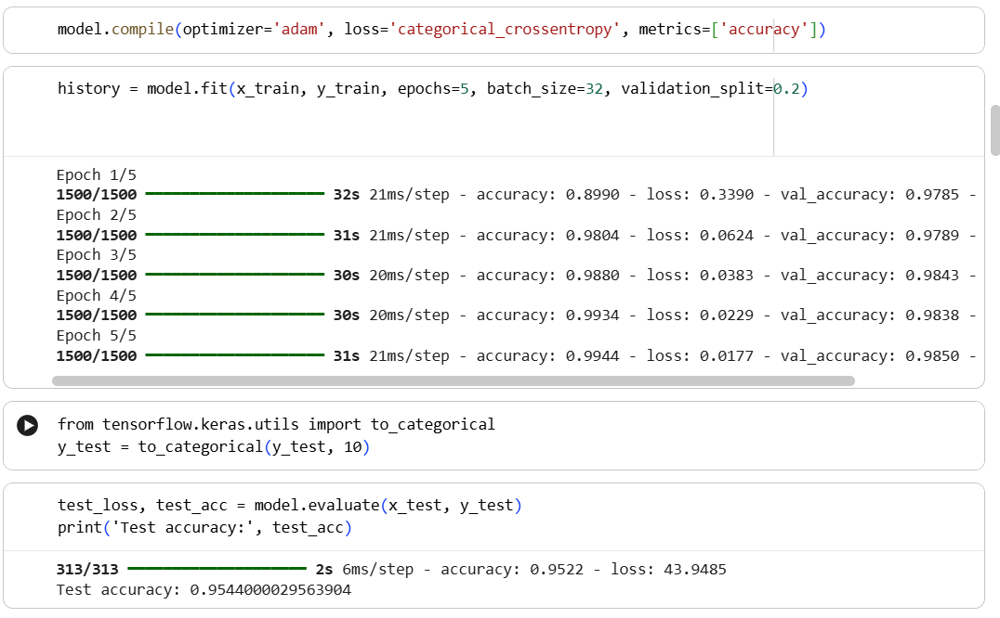 model.compile(optimizer='adam', loss='categorical_crossentropy', metrics=['accuracy'])
history = model.fit(x_train, y_train, epochs=5, batch_size=32, validation_split=0.2)
Epoch 1/5
1500/1500 ━━━━━━━━━━━━━━━━━━━━ 32s 21ms/step - accuracy: 0.8990 - loss: 0.3390 - val_accuracy: 0.9785 -
Epoch 2/5
1500/1500 ━━━━━━━━━━━━━━━━━━━━ 31s 21ms/step - accuracy: 0.9804 - loss: 0.0624 - val_accuracy: 0.9789 -
Epoch 3/5
1500/1500 ━━━━━━━━━━━━━━━━━━━━ 30s 20ms/step - accuracy: 0.9880 - loss: 0.0383 - val_accuracy: 0.9843 -
Epoch 4/5
1500/1500 ━━━━━━━━━━━━━━━━━━━━ 30s 20ms/step - accuracy: 0.9934 - loss: 0.0229 - val_accuracy: 0.9838 -
Epoch 5/5
1500/1500 ━━━━━━━━━━━━━━━━━━━━ 31s 21ms/step - accuracy: 0.9944 - loss: 0.0177 - val_accuracy: 0.9850 -
from tensorflow.keras.utils import to_categorical
y_test = to_categorical(y_test, 10)
test_loss, test_acc = model.evaluate(x_test, y_test)
print('Test accuracy:', test_acc)
313/313 ━━━━━━━━━━━━━━━━━━━━ 2s 6ms/step - accuracy: 0.9522 - loss: 43.9485
Test accuracy: 0.9544000029563904